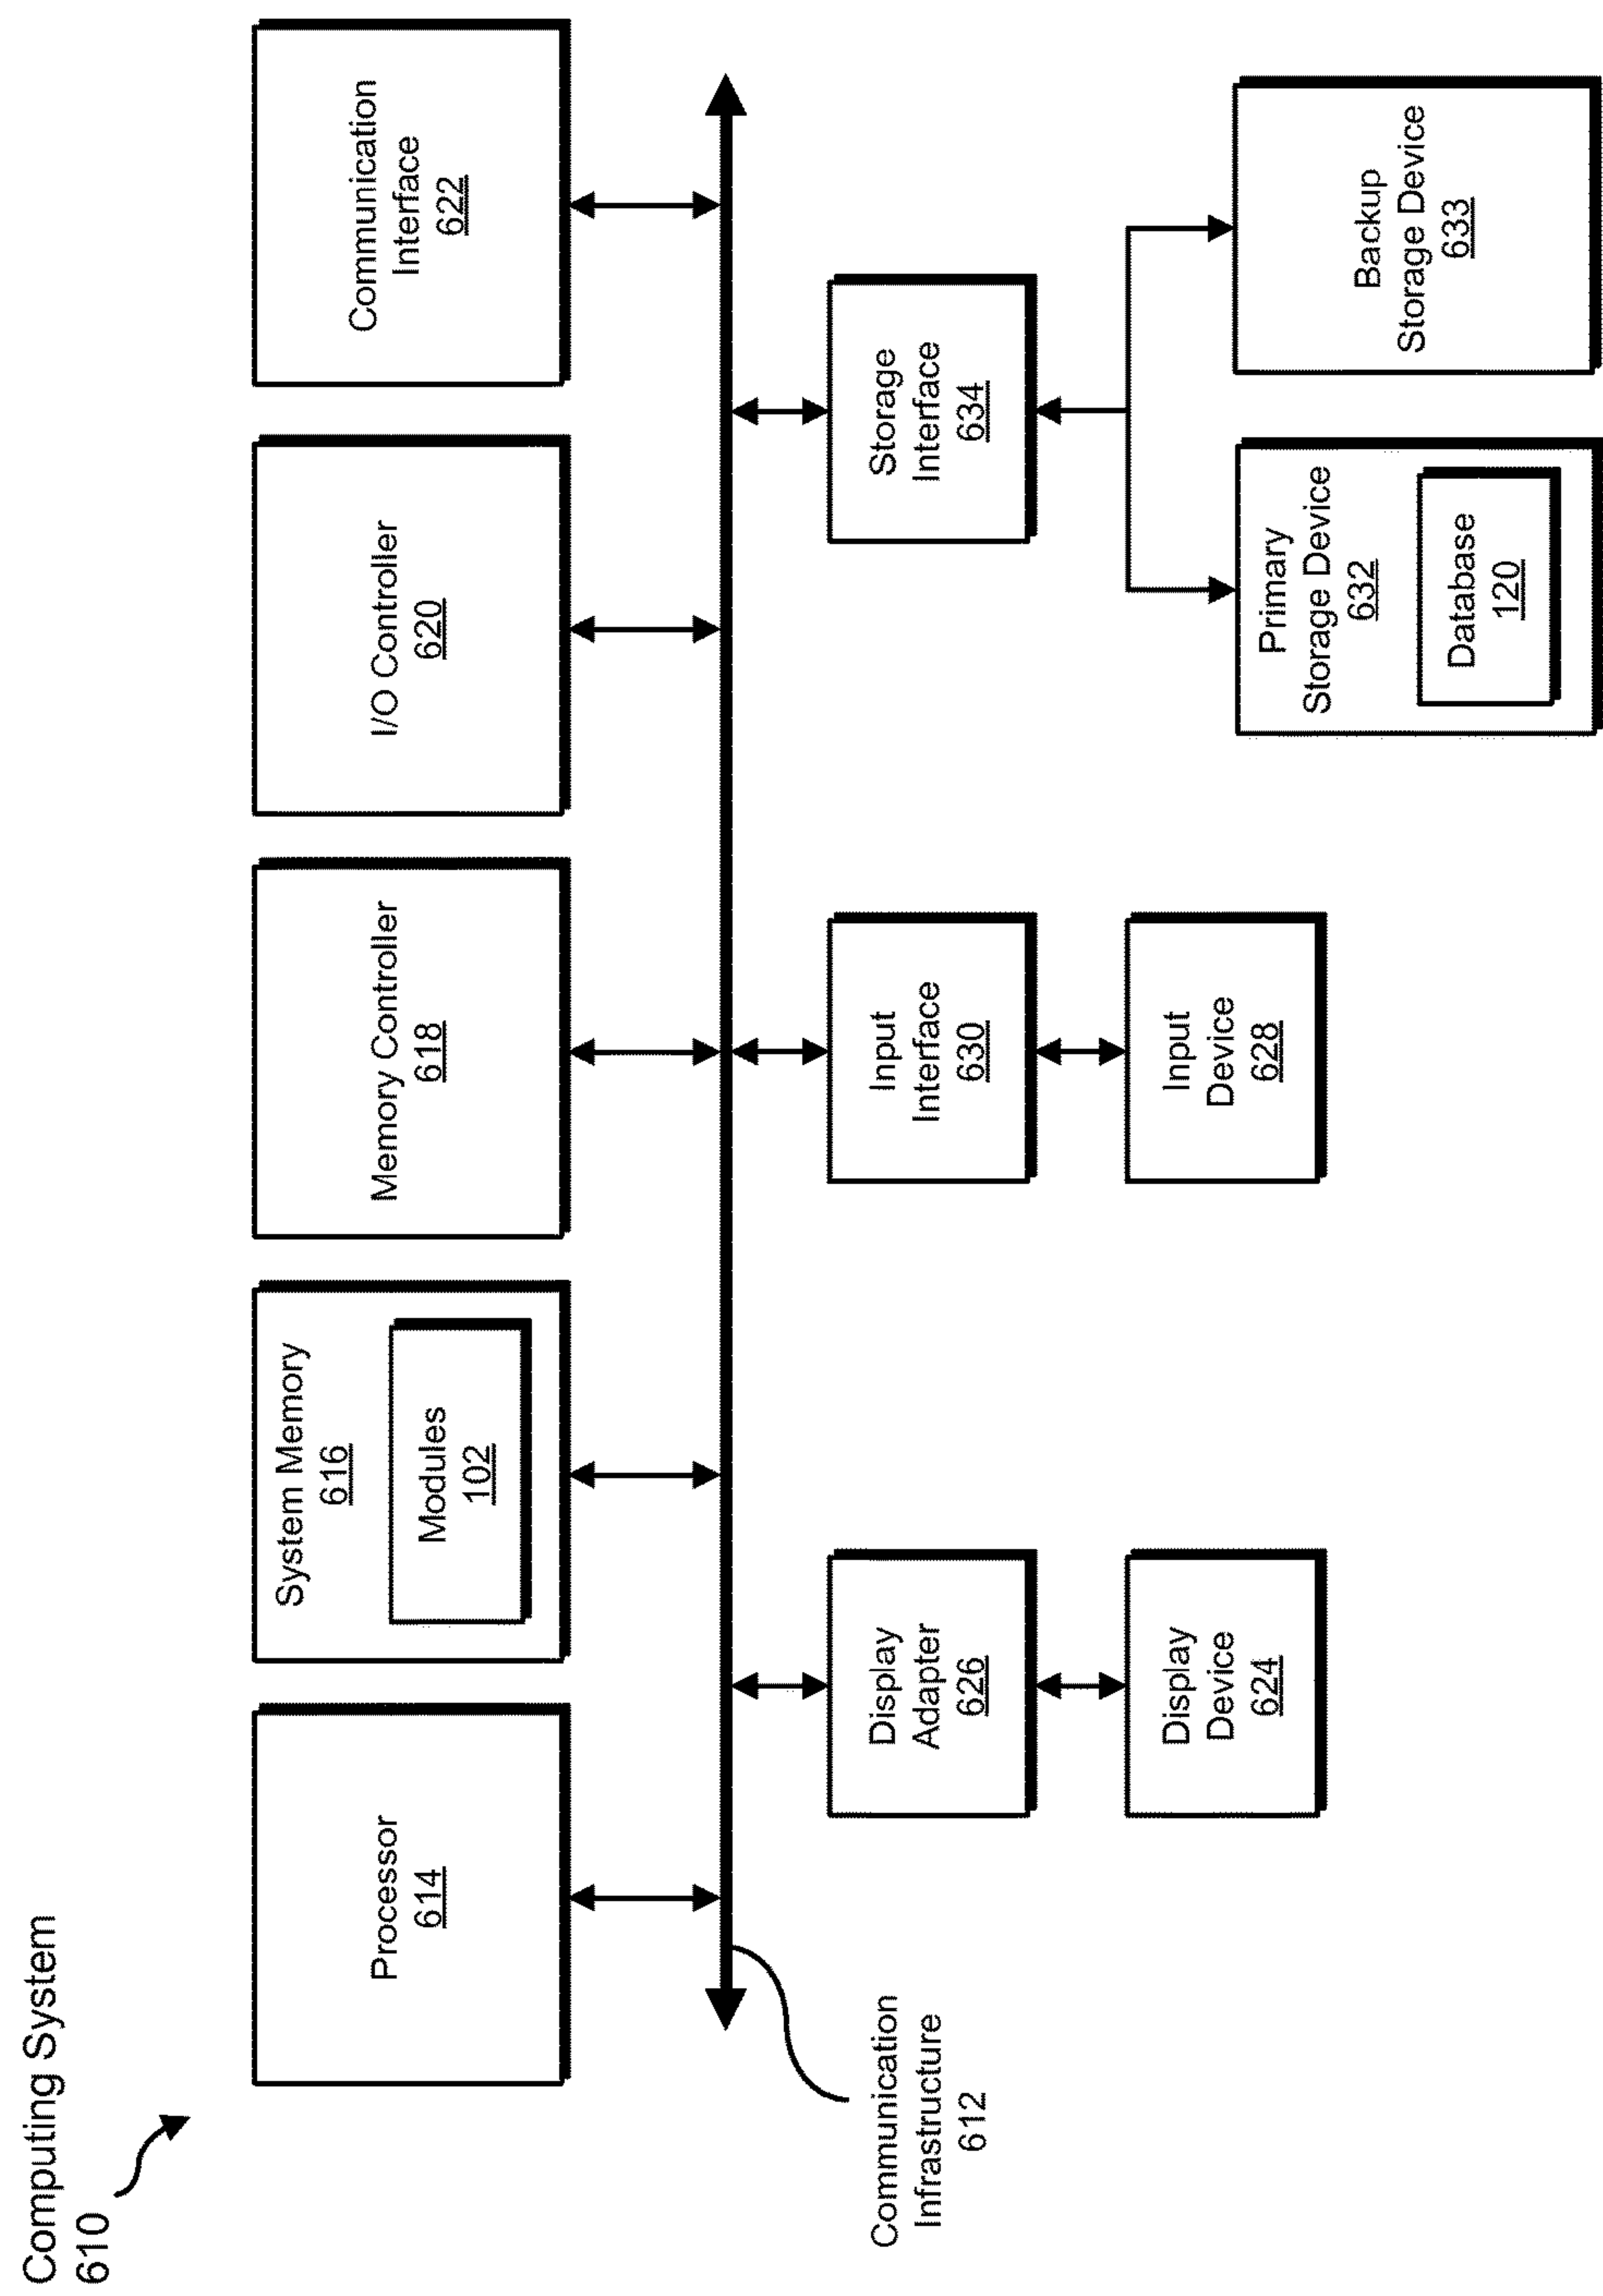 Computing System
610
Processor
614
System Memory
616
Modules
102
Memory Controller
618
I/O Controller
620
Communication
Interface
622
Communication
Infrastructure
612
Display
Adapter
626
Input
Interface
630
Storage
Interface
634
Display
Device
624
Input
Device
628
Primary
Storage Device
632
Database
120
Backup
Storage Device
633